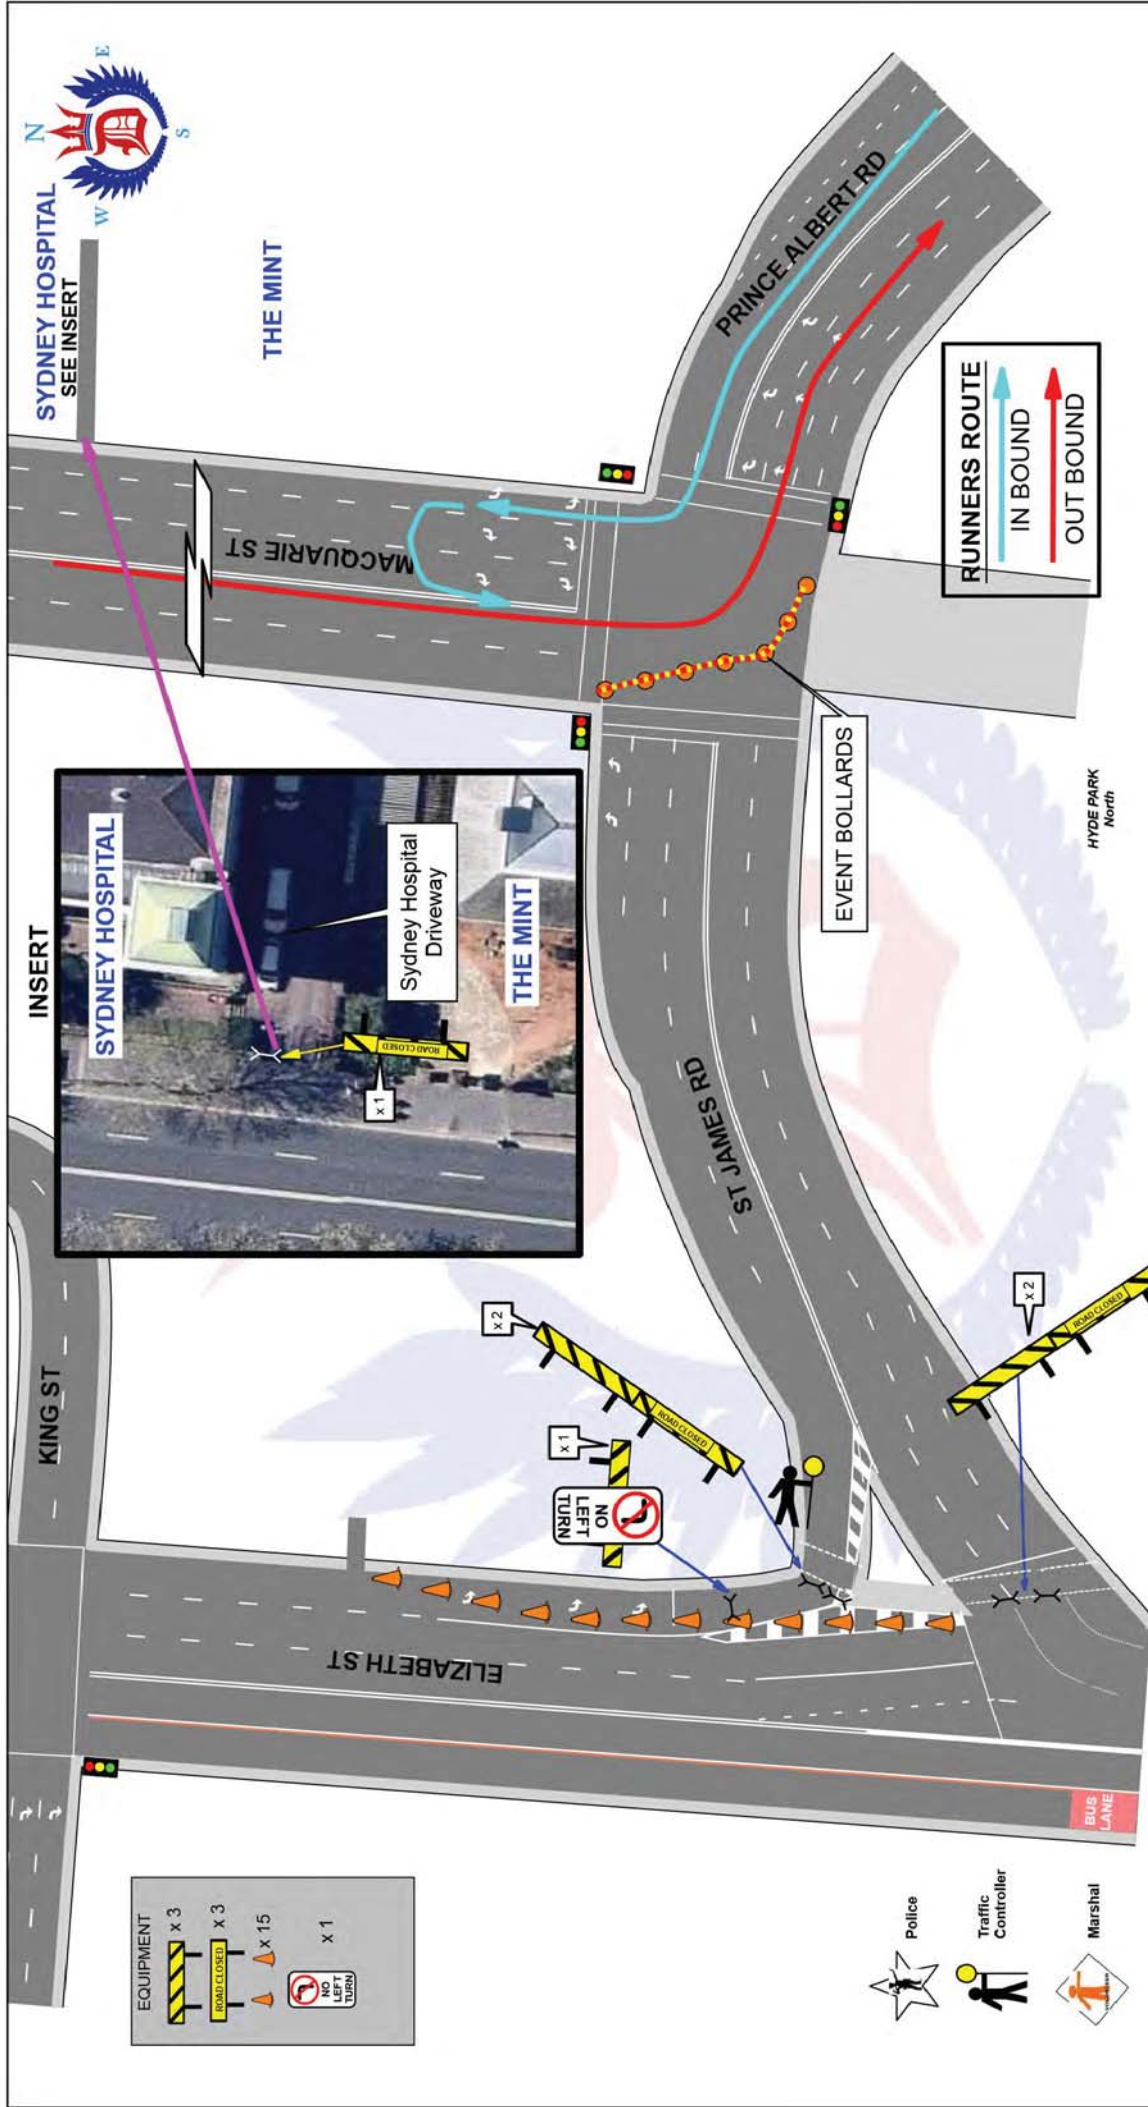 SYDNEY HOSPITAL
SEE INSERT
N
E
S
W
THE MINT
INSERT
SYDNEY HOSPITAL
Sydney Hospital
Driveway
THE MINT
ROAD CLOSED
x 1
MACQUARIE ST
PRINCE ALBERT RD
RUNNERS ROUTE
IN BOUND
OUT BOUND
EVENT BOLLARDS
HYDE PARK
North
ST JAMES RD
KING ST
x 2
ROAD CLOSED
x 1
NO
LEFT
TURN
x 2
ROAD CLOSED
ELIZABETH ST
BUS
LANE
EQUIPMENT
x 3
ROAD CLOSED
x 3
x 15
NO
LEFT
TURN
x 1
Police
Traffic
Controller
Marshal